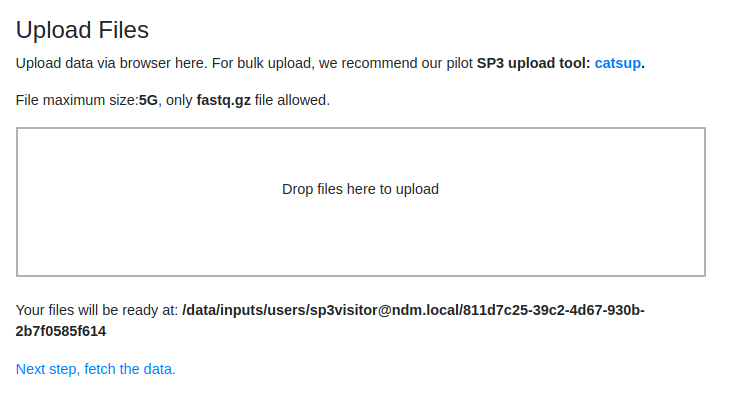 Upload Files
Upload data via browser here. For bulk upload, we recommend our pilot SP3 upload tool: catsup.
File maximum size:5G, only fastq.gz file allowed.
Drop files here to upload
Your files will be ready at: /data/inputs/users/sp3visitor@ndm.local/811d7c25-39c2-4d67-930b-
2b7f0585f614
Next step, fetch the data.